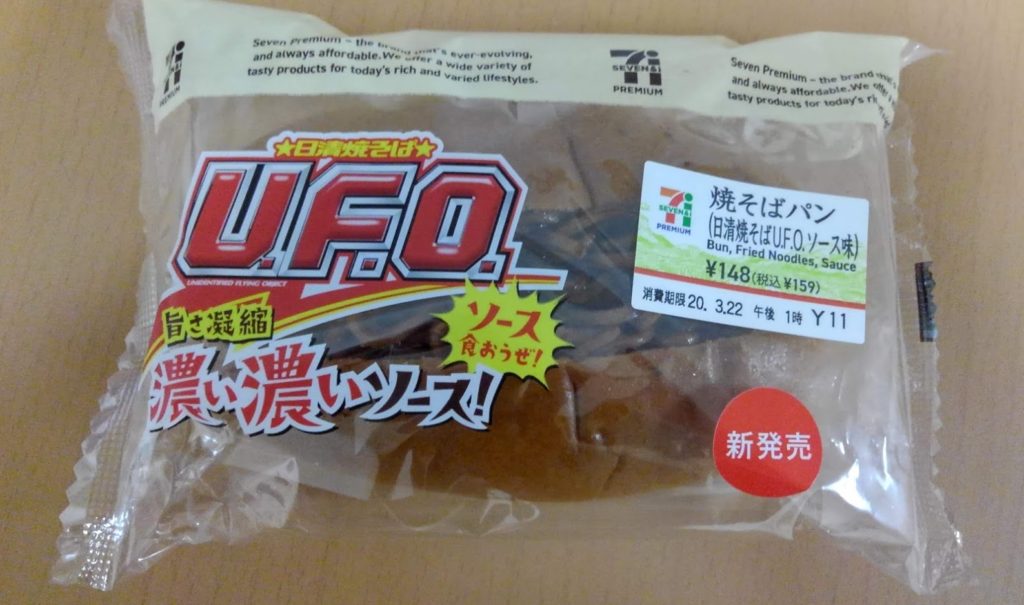 Seven Premium – the brand that's ever-evolving,
and always affordable. We offer a wide variety of
tasty products for today's rich and varied lifestyles.
SEVEN&i
PREMIUM
Seven Premium – the brand
and always affordable. We
tasty products for today's
PREMIUM
★日清焼そば★
U.F.O.
UNIDENTIFIED FLYING OBJECT
旨さ凝縮
濃い濃いソース!
ソース
食おうぜ!
SEVEN&i
PREMIUM
焼そばパン
(日清焼そばU.F.O.ソース味)
Bun, Fried Noodles, Sauce
¥148(税込¥159)
消費期限20. 3.22 午後 1時 Y11
新発売